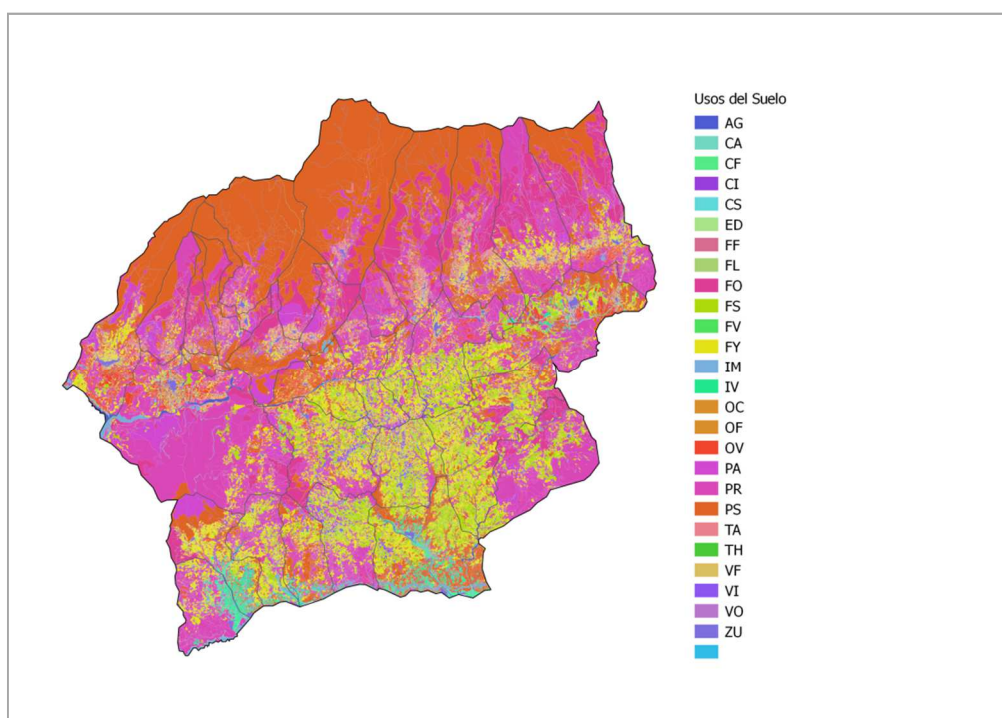 Usos del Suelo
AG
CA
CF
CI
CS
ED
FF
FL
FO
FS
FV
FY
IM
IV
OC
OF
OV
PA
PR
PS
TA
TH
VF
VI
VO
ZU